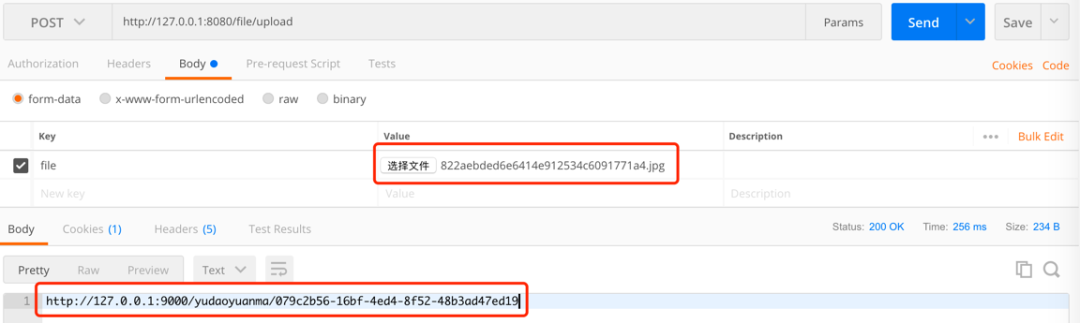 POST http://127.0.0.1:8080/file/upload Params Send Save
Authorization Headers Body Pre-request Script Tests Cookies Code
form-data x-www-form-urlencoded raw binary
Key Value Description ••• Bulk Edit
file 选择文件 822aebded6e6414e912534c6091771a4.jpg
New key Value Description
Body Cookies (1) Headers (5) Test Results Status: 200 OK Time: 256 ms Size: 234 B
Pretty Raw Preview Text
1 http://127.0.0.1:9000/yudaoyuanma/079c2b56-16bf-4ed4-8f52-48b3ad47ed19